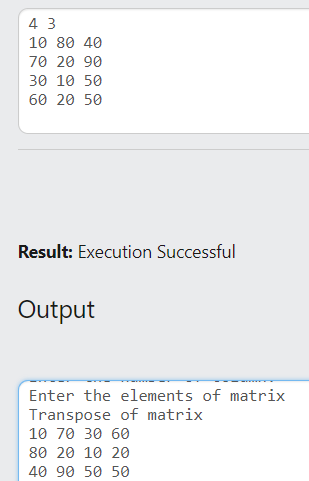 4 3
10 80 40
70 20 90
30 10 50
60 20 50
Result: Execution Successful
Output
Enter the elements of matrix
Transpose of matrix
10 70 30 60
80 20 10 20
40 90 50 50